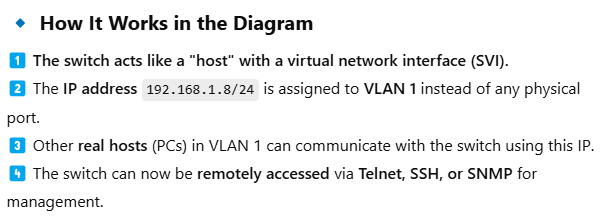 🔹 How It Works in the Diagram
1️⃣ The switch acts like a "host" with a virtual network interface (SVI).
2️⃣ The IP address 192.168.1.8/24 is assigned to VLAN 1 instead of any physical
port.
3️⃣ Other real hosts (PCs) in VLAN 1 can communicate with the switch using this IP.
4️⃣ The switch can now be remotely accessed via Telnet, SSH, or SNMP for
management.